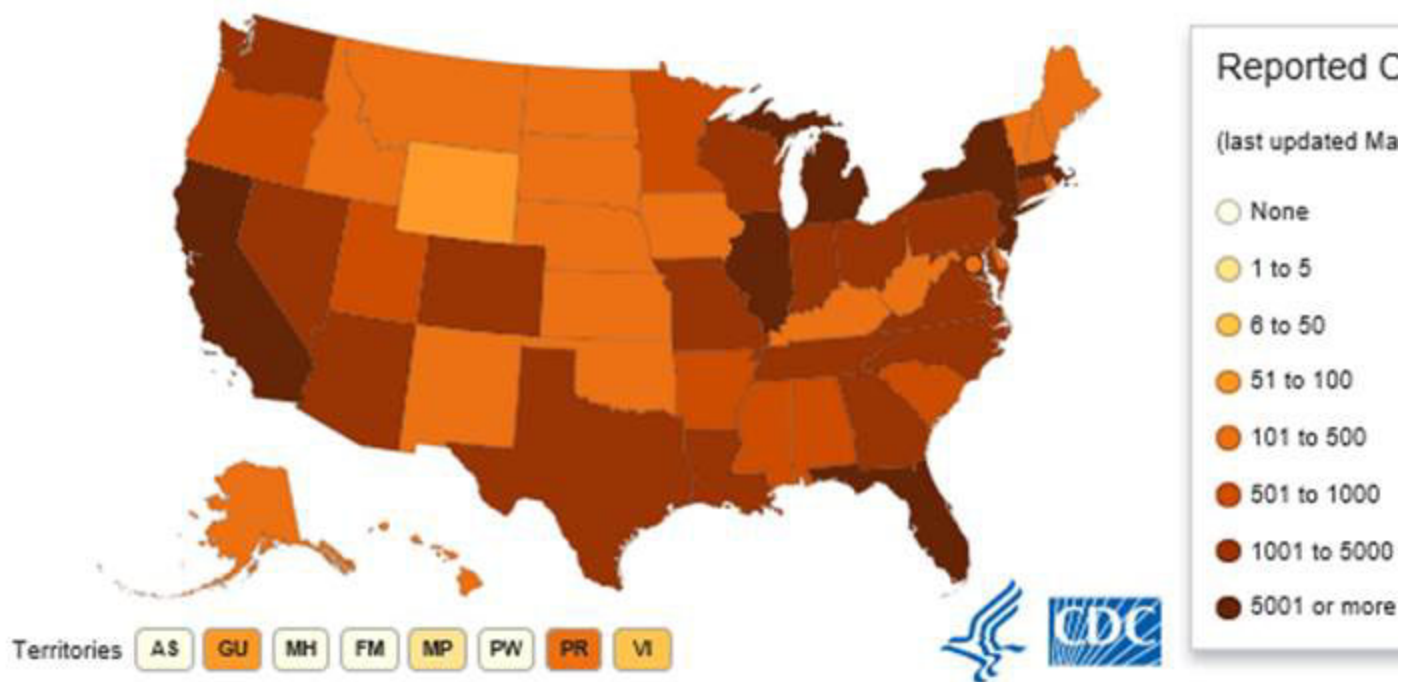 Reported C
(last updated Ma
None
1 to 5
6 to 50
51 to 100
101 to 500
501 to 1000
1001 to 5000
5001 or more
Territories AS GU MH FM MP PW PR VI
CDC